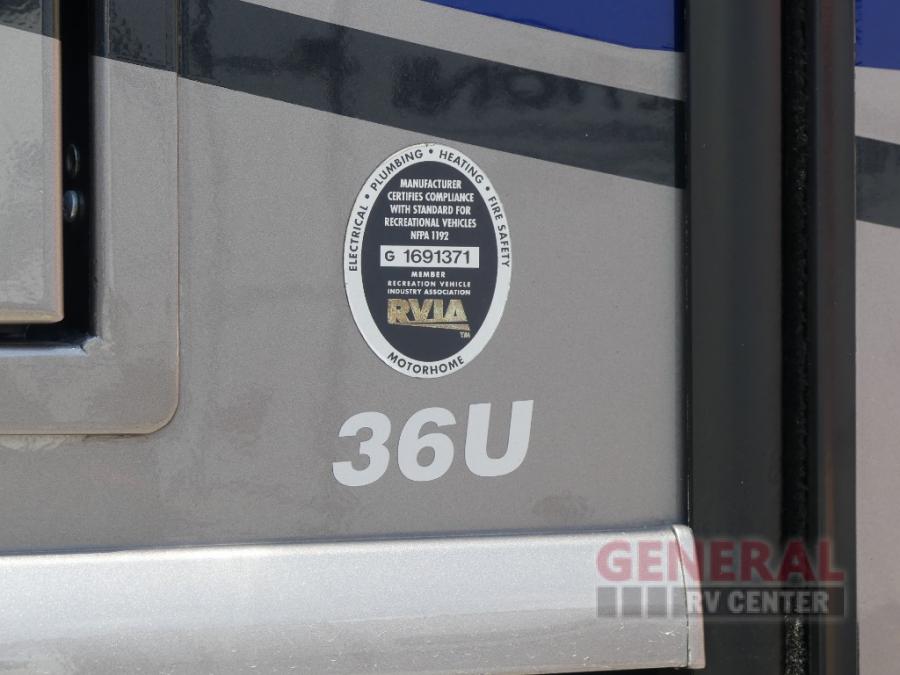 ELECTRICAL • PLUMBING • HEATING • FIRE SAFETY
MANUFACTURER
CERTIFIES COMPLIANCE
WITH STANDARD FOR
RECREATIONAL VEHICLES
NFPA 1192
G 1691371
MEMBER
RECREATION VEHICLE
INDUSTRY ASSOCIATION
RVIA
TM
MOTORHOME
36U
GENERAL
RV CENTER